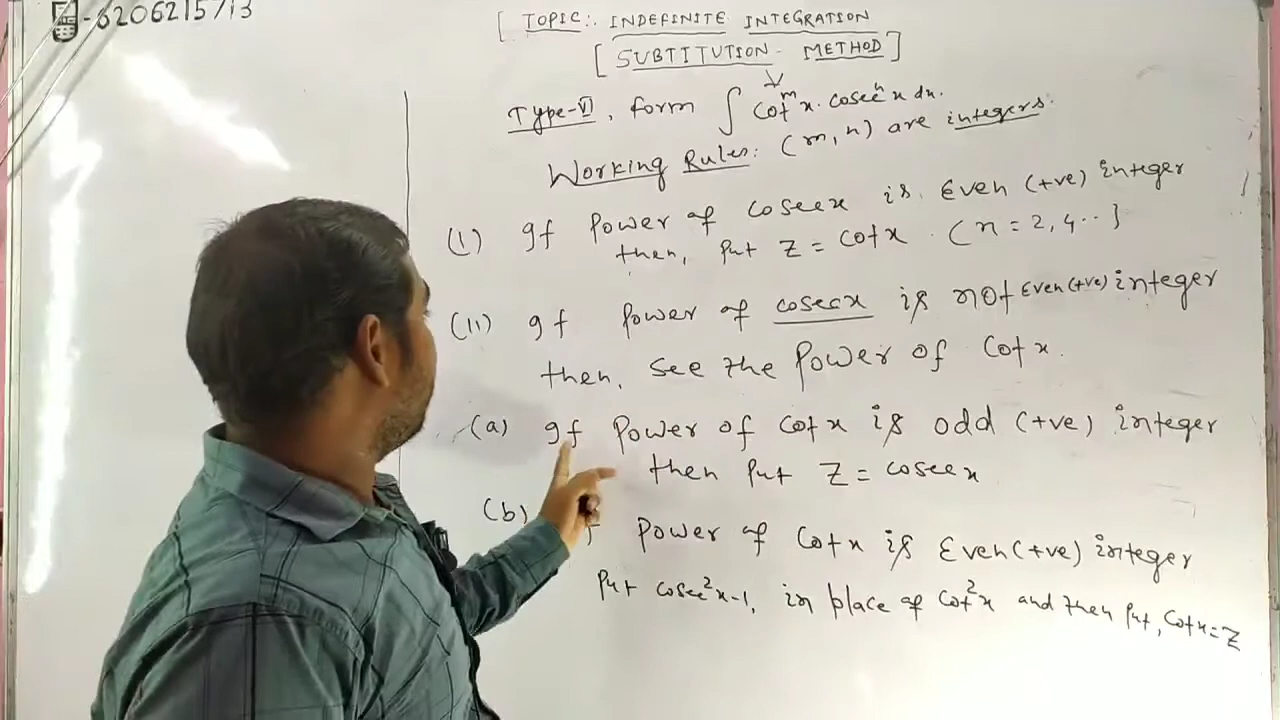 6206215713
[ TOPIC:. INDEFINITE INTEGRATION
[ SUBTITUTION METHOD ]
Type-VI, form ∫ cotᵐx. cosecⁿx dx.
Working Rules: (m, n) are integers.
(I) If Power of cosecx is Even (+ve) integer
then, Put Z = cotx. (n = 2, 4..]
(II) If Power of cosecx is not Even(+ve) integer
then, see the Power of cotx.
(a) If Power of cotx is odd (+ve) integer
then Put Z = cosecx
(b) Power of cotx is Even(+ve) integer
Put cosec²x-1, in place of cot²x and then Put, cotx=Z